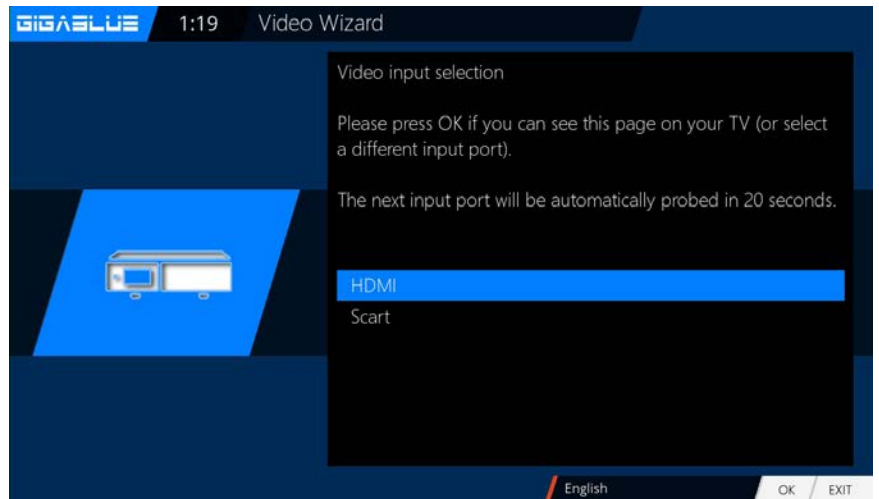 GIGABLUE 1:19 Video Wizard
Video input selection
Please press OK if you can see this page on your TV (or select
a different input port).
The next input port will be automatically probed in 20 seconds.
HDMI
Scart
English OK EXIT